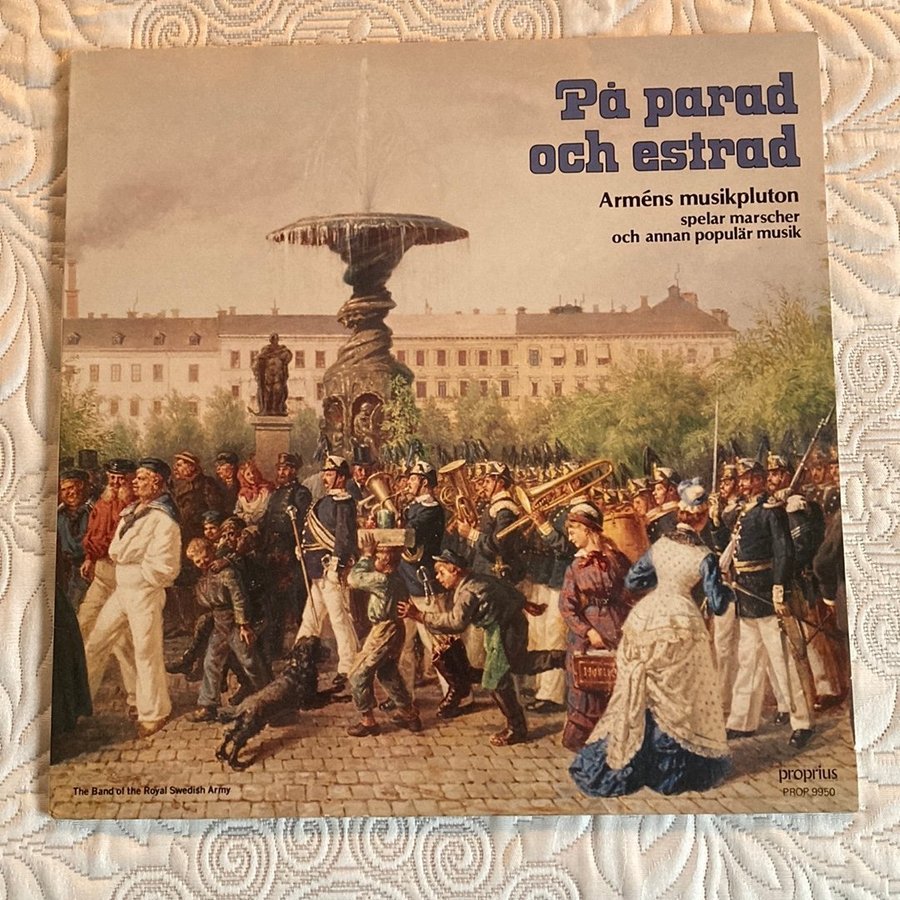 På parad
och estrad
Arméns musikpluton
spelar marscher
och annan populär musik
The Band of the Royal Swedish Army
proprius
PROP 9950